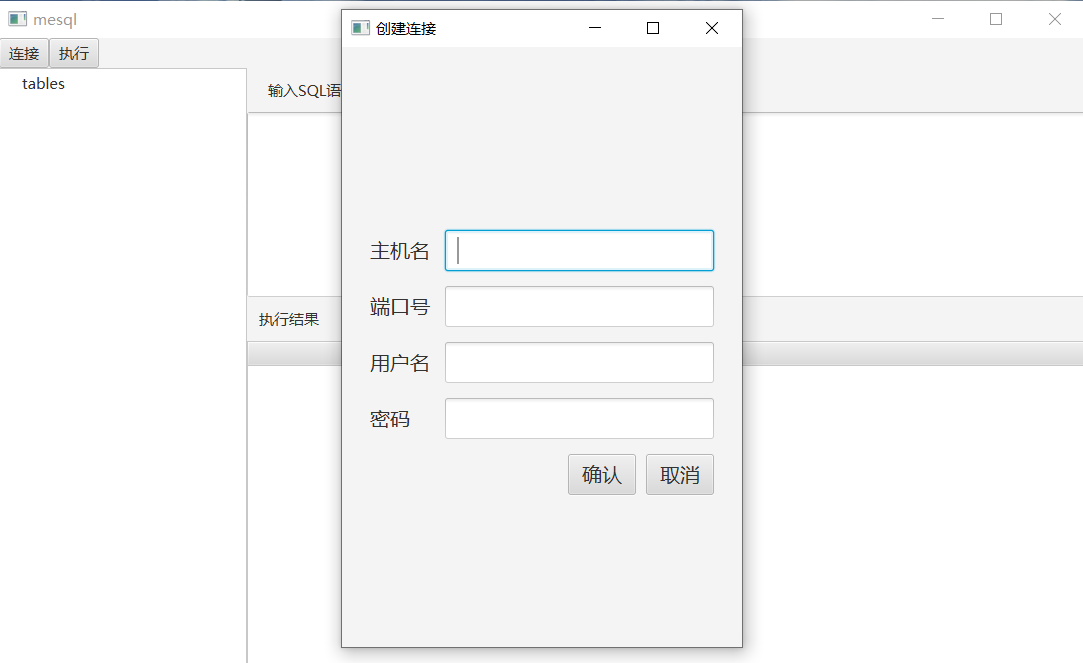 mesql
连接 执行
tables
输入SQL语
执行结果
创建连接
主机名
端口号
用户名
密码
确认 取消